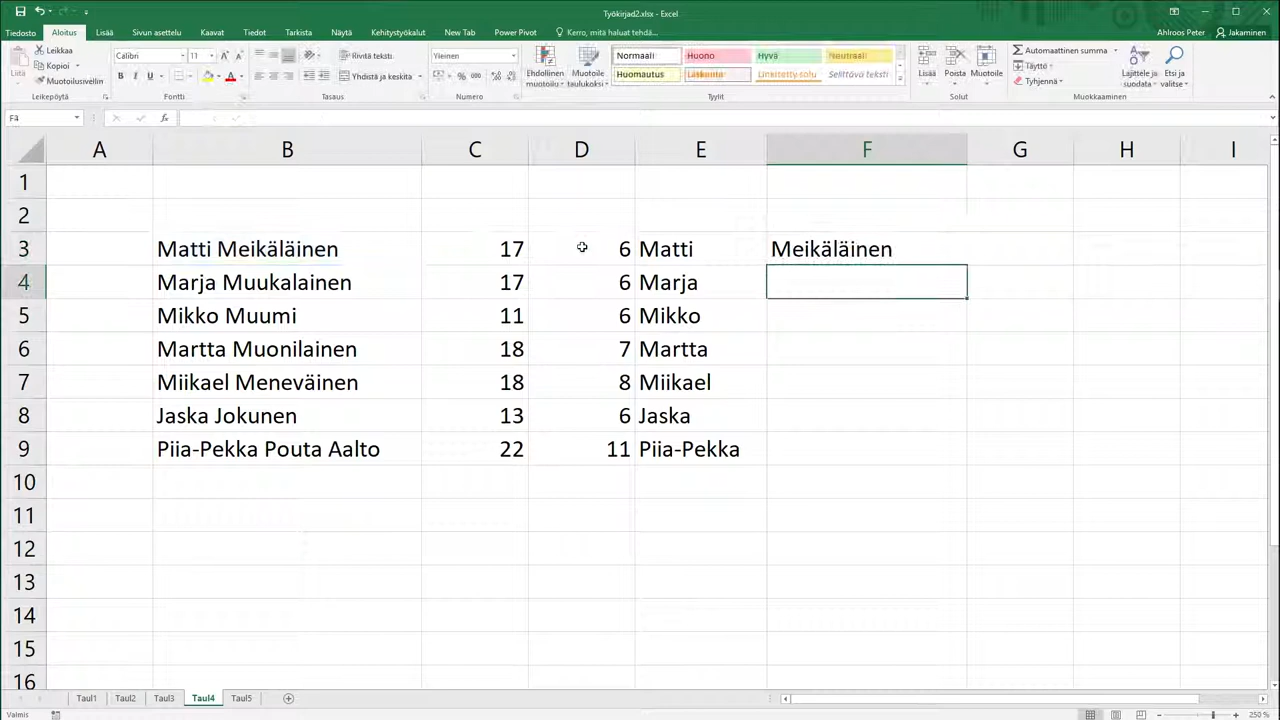 Työkirjad2.xlsx - Excel
Tiedosto Aloitus Lisää Sivun asettelu Kaavat Tiedot Tarkista Näytä Kehitystyökalut New Tab Power Pivot Kerro, mitä haluat tehdä... Ahlroos Peter Jakaminen
Liitä
Leikkaa
Kopioi
Muotoilusivellin
Leikepöytä
Calibri 11
Fontti
Rivitä teksti
Yhdistä ja keskitä
Tasaus
Yleinen
Numero
Ehdollinen muotoilu
Muotoile taulukoksi
Normaali Huono Hyvä Neutraali
Huomautus Laskenta Linkitetty solu Selittävä teksti
Tyylit
Lisää Poista Muotoile
Solut
Automaattinen summa
Täyttö
Tyhjennä
Lajittele ja suodata
Etsi ja valitse
Muokkaaminen
F4
A B C D E F G H I
1
2
3 Matti Meikäläinen 17 6 Matti Meikäläinen
4 Marja Muukalainen 17 6 Marja
5 Mikko Muumi 11 6 Mikko
6 Martta Muonilainen 18 7 Martta
7 Miikael Meneväinen 18 8 Miikael
8 Jaska Jokunen 13 6 Jaska
9 Piia-Pekka Pouta Aalto 22 11 Piia-Pekka
10
11
12
13
14
15
16
Taul1 Taul2 Taul3 Taul4 Taul5
Valmis 250 %